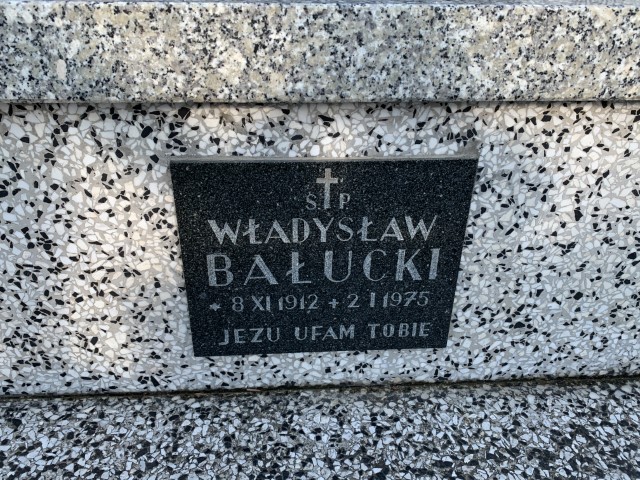 Ś P
WŁADYSŁAW
BAŁUCKI
* 8 XI 1912 + 2 I 1975
JEZU UFAM TOBIE